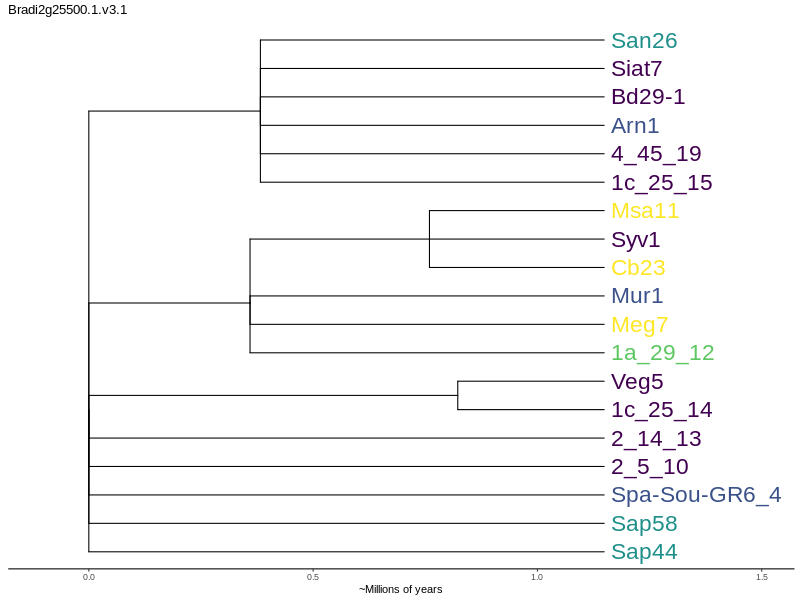 Bradi2g25500.1.v3.1
San26
Siat7
Bd29-1
Arn1
4_45_19
1c_25_15
Msa11
Syv1
Cb23
Mur1
Meg7
1a_29_12
Veg5
1c_25_14
2_14_13
2_5_10
Spa-Sou-GR6_4
Sap58
Sap44
0.0 0.5 1.0 1.5
~Millions of years